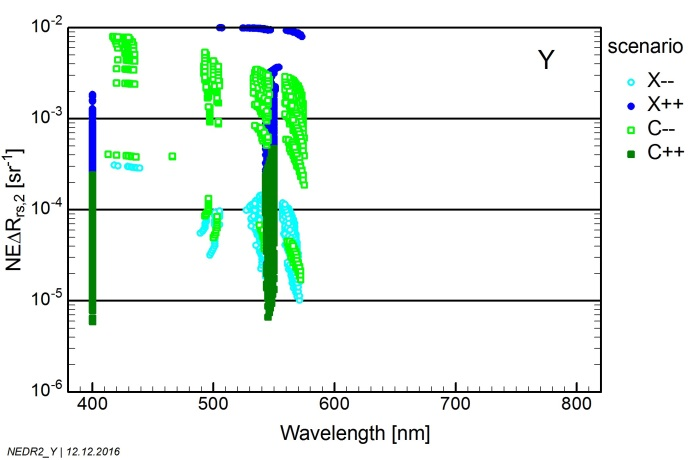 10⁻²
10⁻³
10⁻⁴
10⁻⁵
10⁻⁶
NEΔR_rs,2 [sr⁻¹]
Y
scenario
X--
X++
C--
C++
400 500 600 700 800
Wavelength [nm]
NEDR2_Y | 12.12.2016